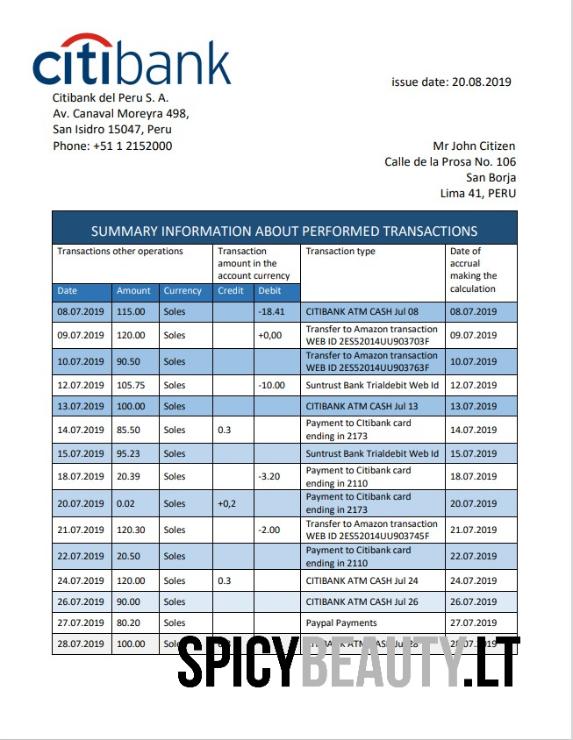 citibank
issue date: 20.08.2019
Citibank del Peru S. A.
Av. Canaval Moreyra 498,
San Isidro 15047, Peru
Phone: +51 1 2152000
Mr John Citizen
Calle de la Prosa No. 106
San Borja
Lima 41, PERU
SUMMARY INFORMATION ABOUT PERFORMED TRANSACTIONS
Transactions other operations
Transaction
amount in the
account currency
Transaction type
Date of
accrual
making the
calculation
Date Amount Currency Credit Debit
08.07.2019 115.00 Soles -18.41 CITIBANK ATM CASH Jul 08 08.07.2019
09.07.2019 120.00 Soles +0,00 Transfer to Amazon transaction
WEB ID 2ES52014UU903703F 09.07.2019
10.07.2019 90.50 Soles Transfer to Amazon transaction
WEB ID 2ES52014UU903763F 10.07.2019
12.07.2019 105.75 Soles -10.00 Suntrust Bank Trialdebit Web Id 12.07.2019
13.07.2019 100.00 Soles CITIBANK ATM CASH Jul 13 13.07.2019
14.07.2019 85.50 Soles 0.3 Payment to Citibank card
ending in 2173 14.07.2019
15.07.2019 95.23 Soles Suntrust Bank Trialdebit Web Id 15.07.2019
18.07.2019 20.39 Soles -3.20 Payment to Citibank card
ending in 2110 18.07.2019
20.07.2019 0.02 Soles +0,2 Payment to Citibank card
ending in 2173 20.07.2019
21.07.2019 120.30 Soles -2.00 Transfer to Amazon transaction
WEB ID 2ES52014UU903745F 21.07.2019
22.07.2019 20.50 Soles Payment to Citibank card
ending in 2110 22.07.2019
24.07.2019 120.00 Soles 0.3 CITIBANK ATM CASH Jul 24 24.07.2019
26.07.2019 90.00 Soles CITIBANK ATM CASH Jul 26 26.07.2019
27.07.2019 80.20 Soles Paypal Payments 27.07.2019
28.07.2019 100.00
SPICYBEAUTY.LT